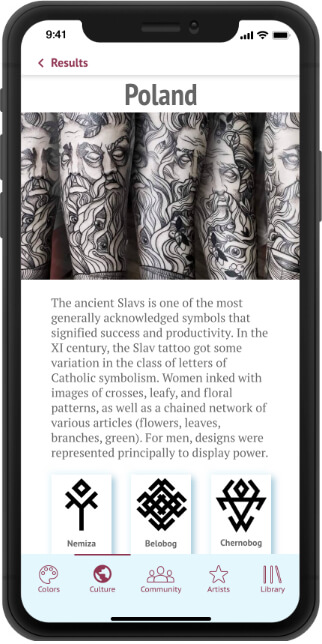 9:41
Results
Poland
The ancient Slavs is one of the most
generally acknowledged symbols that
signified success and productivity. In the
XI century, the Slav tattoo got some
variation in the class of letters of
Catholic symbolism. Women inked with
images of crosses, leafy, and floral
patterns, as well as a chained network of
various articles (flowers, leaves,
branches, green). For men, designs were
represented principally to display power.
Nemiza Belobog Chernobog
Colors Culture Community Artists Library